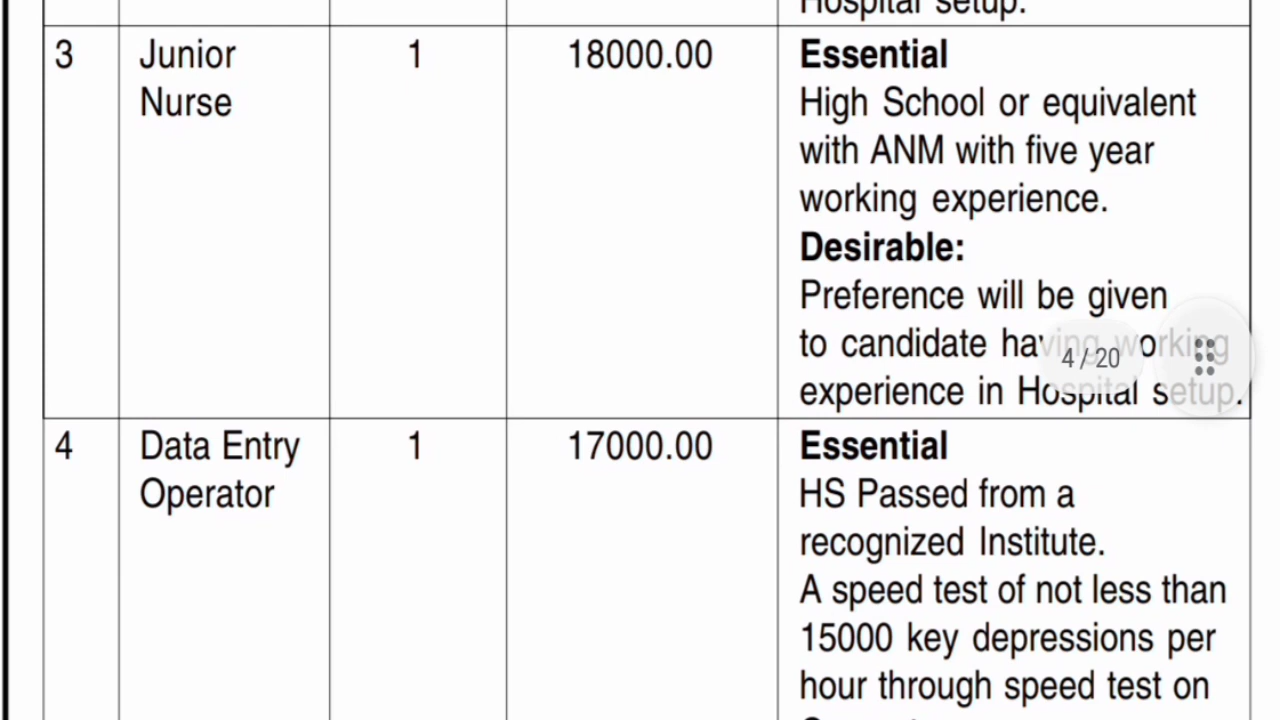 Hospital setup.
3 Junior 1 18000.00 Essential
Nurse High School or equivalent
with ANM with five year
working experience.
Desirable:
Preference will be given
to candidate having working
4 / 20
experience in Hospital setup.
4 Data Entry 1 17000.00 Essential
Operator HS Passed from a
recognized Institute.
A speed test of not less than
15000 key depressions per
hour through speed test on